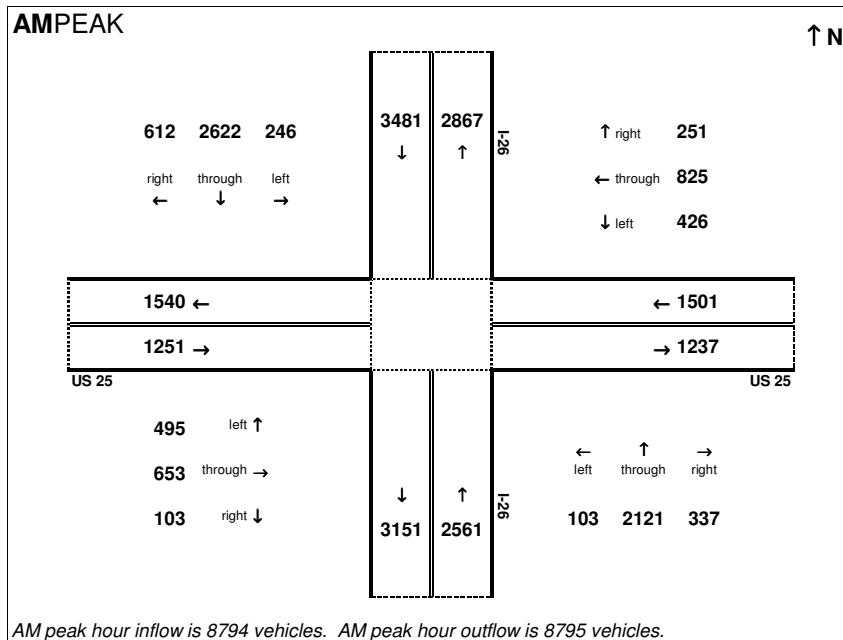 AMPEAK
↑ N
612 2622 246
right through left
← ↓ →
3481 2867
↓ ↑
I-26
↑ right 251
← through 825
↓ left 426
1540 ←
← 1501
1251 →
→ 1237
US 25
US 25
495 left ↑
653 through →
103 right ↓
↓ ↑
3151 2561
I-26
← ↑ →
left through right
103 2121 337
AM peak hour inflow is 8794 vehicles. AM peak hour outflow is 8795 vehicles.